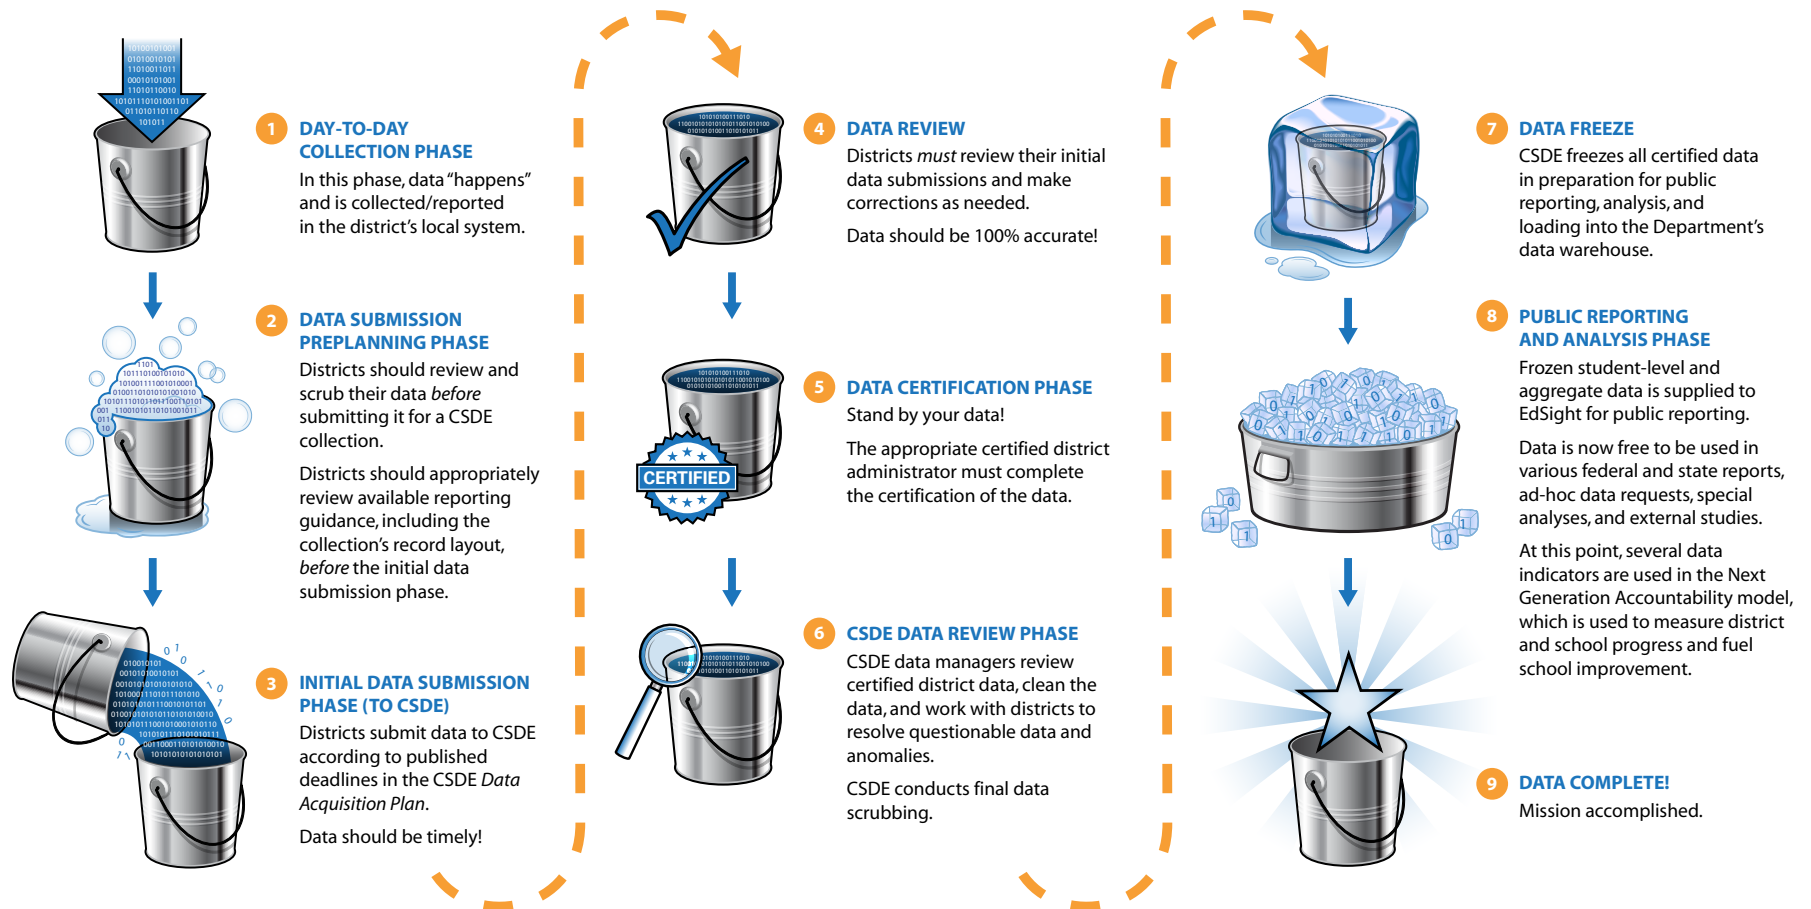 1
DAY-TO-DAY
COLLECTION PHASE
In this phase, data “happens”
and is collected/reported
in the district’s local system.
2
DATA SUBMISSION
PREPLANNING PHASE
Districts should review and
scrub their data before
submitting it for a CSDE
collection.
Districts should appropriately
review available reporting
guidance, including the
collection’s record layout,
before the initial data
submission phase.
3
INITIAL DATA SUBMISSION
PHASE (TO CSDE)
Districts submit data to CSDE
according to published
deadlines in the CSDE Data
Acquisition Plan.
Data should be timely!
4
DATA REVIEW
Districts must review their initial
data submissions and make
corrections as needed.
Data should be 100% accurate!
5
DATA CERTIFICATION PHASE
Stand by your data!
The appropriate certified district
administrator must complete
the certification of the data.
CERTIFIED
6
CSDE DATA REVIEW PHASE
CSDE data managers review
certified district data, clean the
data, and work with districts to
resolve questionable data and
anomalies.
CSDE conducts final data
scrubbing.
7
DATA FREEZE
CSDE freezes all certified data
in preparation for public
reporting, analysis, and
loading into the Department’s
data warehouse.
8
PUBLIC REPORTING
AND ANALYSIS PHASE
Frozen student-level and
aggregate data is supplied to
EdSight for public reporting.
Data is now free to be used in
various federal and state reports,
ad-hoc data requests, special
analyses, and external studies.
At this point, several data
indicators are used in the Next
Generation Accountability model,
which is used to measure district
and school progress and fuel
school improvement.
9
DATA COMPLETE!
Mission accomplished.